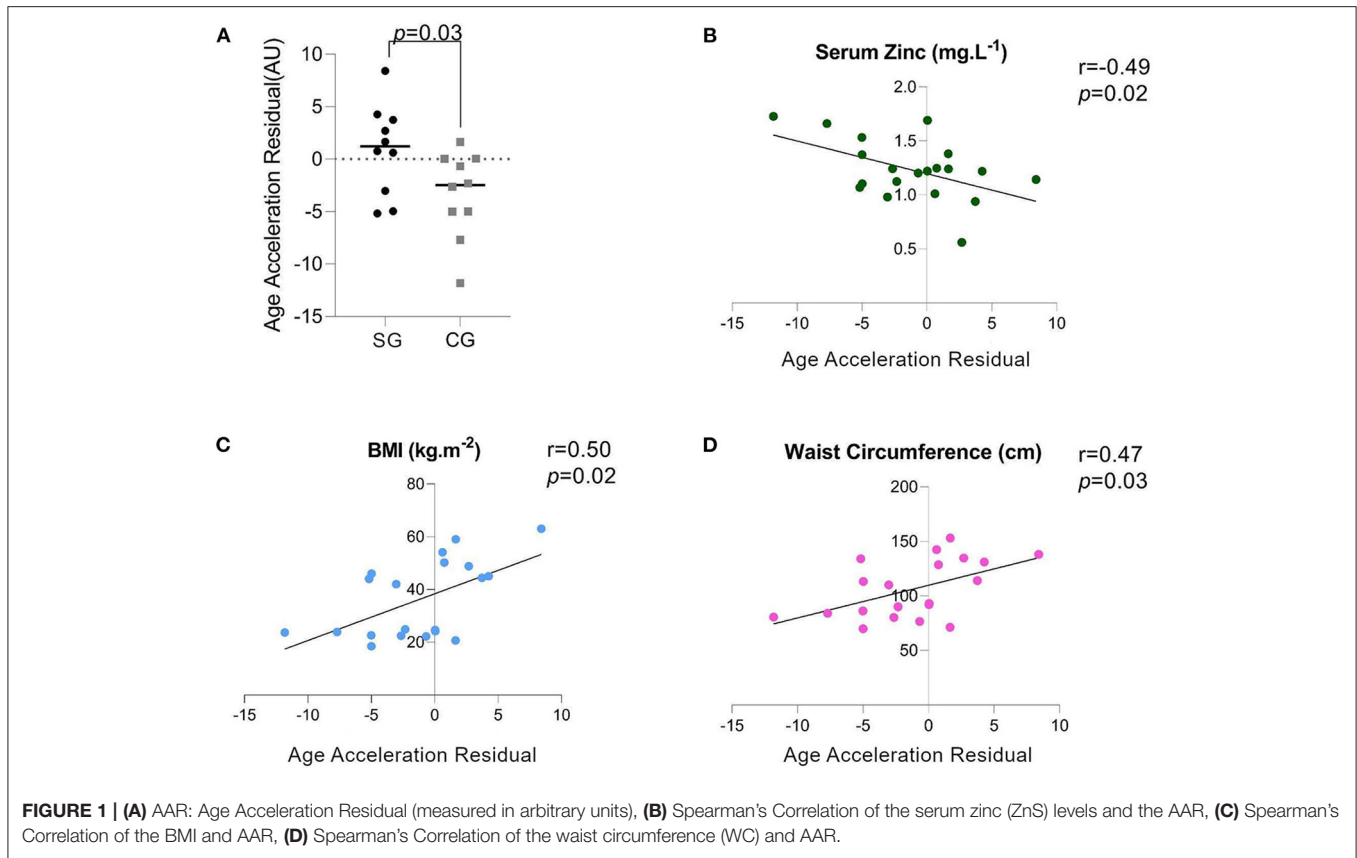 A
p=0.03
Age Acceleration Residual(AU)
10
5
0
-5
-10
-15
SG CG
B
Serum Zinc (mg.L-1)
r=-0.49
p=0.02
2.0
1.5
1.0
0.5
-15 -10 -5 0 5 10
Age Acceleration Residual
C
BMI (kg.m-2)
r=0.50
p=0.02
80
60
40
20
-15 -10 -5 0 5 10
Age Acceleration Residual
D
Waist Circumference (cm)
r=0.47
p=0.03
200
150
100
50
-15 -10 -5 0 5 10
Age Acceleration Residual
FIGURE 1 | (A) AAR: Age Acceleration Residual (measured in arbitrary units), (B) Spearman's Correlation of the serum zinc (ZnS) levels and the AAR, (C) Spearman's
Correlation of the BMI and AAR, (D) Spearman's Correlation of the waist circumference (WC) and AAR.